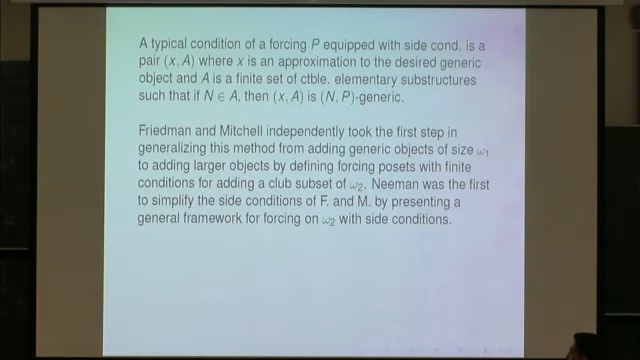 A typical condition of a forcing P equipped with side cond. is a
pair (x, A) where x is an approximation to the desired generic
object and A is a finite set of ctble. elementary substructures
such that if N ∈ A, then (x, A) is (N, P)-generic.
Friedman and Mitchell independently took the first step in
generalizing this method from adding generic objects of size ω₁
to adding larger objects by defining forcing posets with finite
conditions for adding a club subset of ω₂. Neeman was the first
to simplify the side conditions of F. and M. by presenting a
general framework for forcing on ω₂ with side conditions.